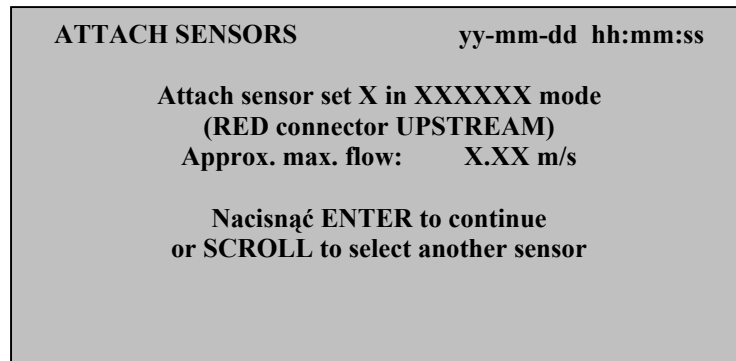 ATTACH SENSORS yy-mm-dd hh:mm:ss
Attach sensor set X in XXXXXX mode
(RED connector UPSTREAM)
Approx. max. flow: X.XX m/s
Nacisnąć ENTER to continue
or SCROLL to select another sensor